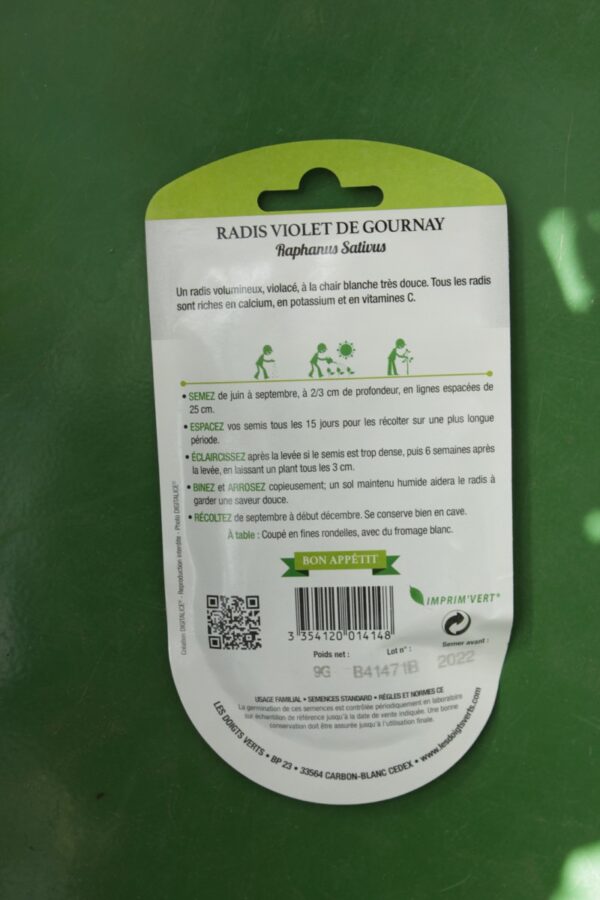 RADIS VIOLET DE GOURNAY
Raphanus Sativus
Un radis volumineux, violacé, à la chair blanche très douce. Tous les radis
sont riches en calcium, en potassium et en vitamines C.
• SEMEZ de juin à septembre, à 2/3 cm de profondeur, en lignes espacées de
25 cm.
• ESPACEZ vos semis tous les 15 jours pour les récolter sur une plus longue
période.
• ÉCLAIRCISSEZ après la levée si le semis est trop dense, puis 6 semaines après
la levée, en laissant un plant tous les 3 cm.
• BINEZ et ARROSEZ copieusement; un sol maintenu humide aidera le radis à
garder une saveur douce.
• RÉCOLTEZ de septembre à début décembre. Se conserve bien en cave.
À table : Coupé en fines rondelles, avec du fromage blanc.
BON APPÉTIT
Création DIGITALICE® - Reproduction interdite - Photo DIGITALICE®
IMPRIM'VERT®
3 354120 014148
Poids net : Lot n° : Semer avant :
9G B41471B 2022
USAGE FAMILIAL • SEMENCES STANDARD • RÈGLES ET NORMES CE
La germination de ces semences est contrôlée périodiquement en laboratoire
sur échantillon de référence jusqu'à la date de vente indiquée. Une bonne
conservation doit être assurée jusqu'à l'utilisation finale.
LES DOIGTS VERTS • BP 23 • 33564 CARBON-BLANC CEDEX • www.lesdoigtsverts.com